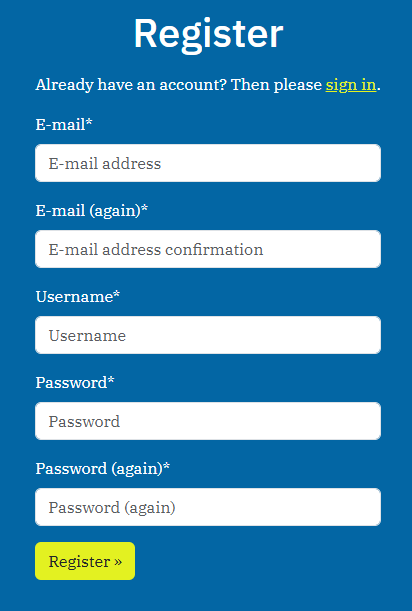 Register
Already have an account? Then please sign in.
E-mail*
E-mail address
E-mail (again)*
E-mail address confirmation
Username*
Username
Password*
Password
Password (again)*
Password (again)
Register »